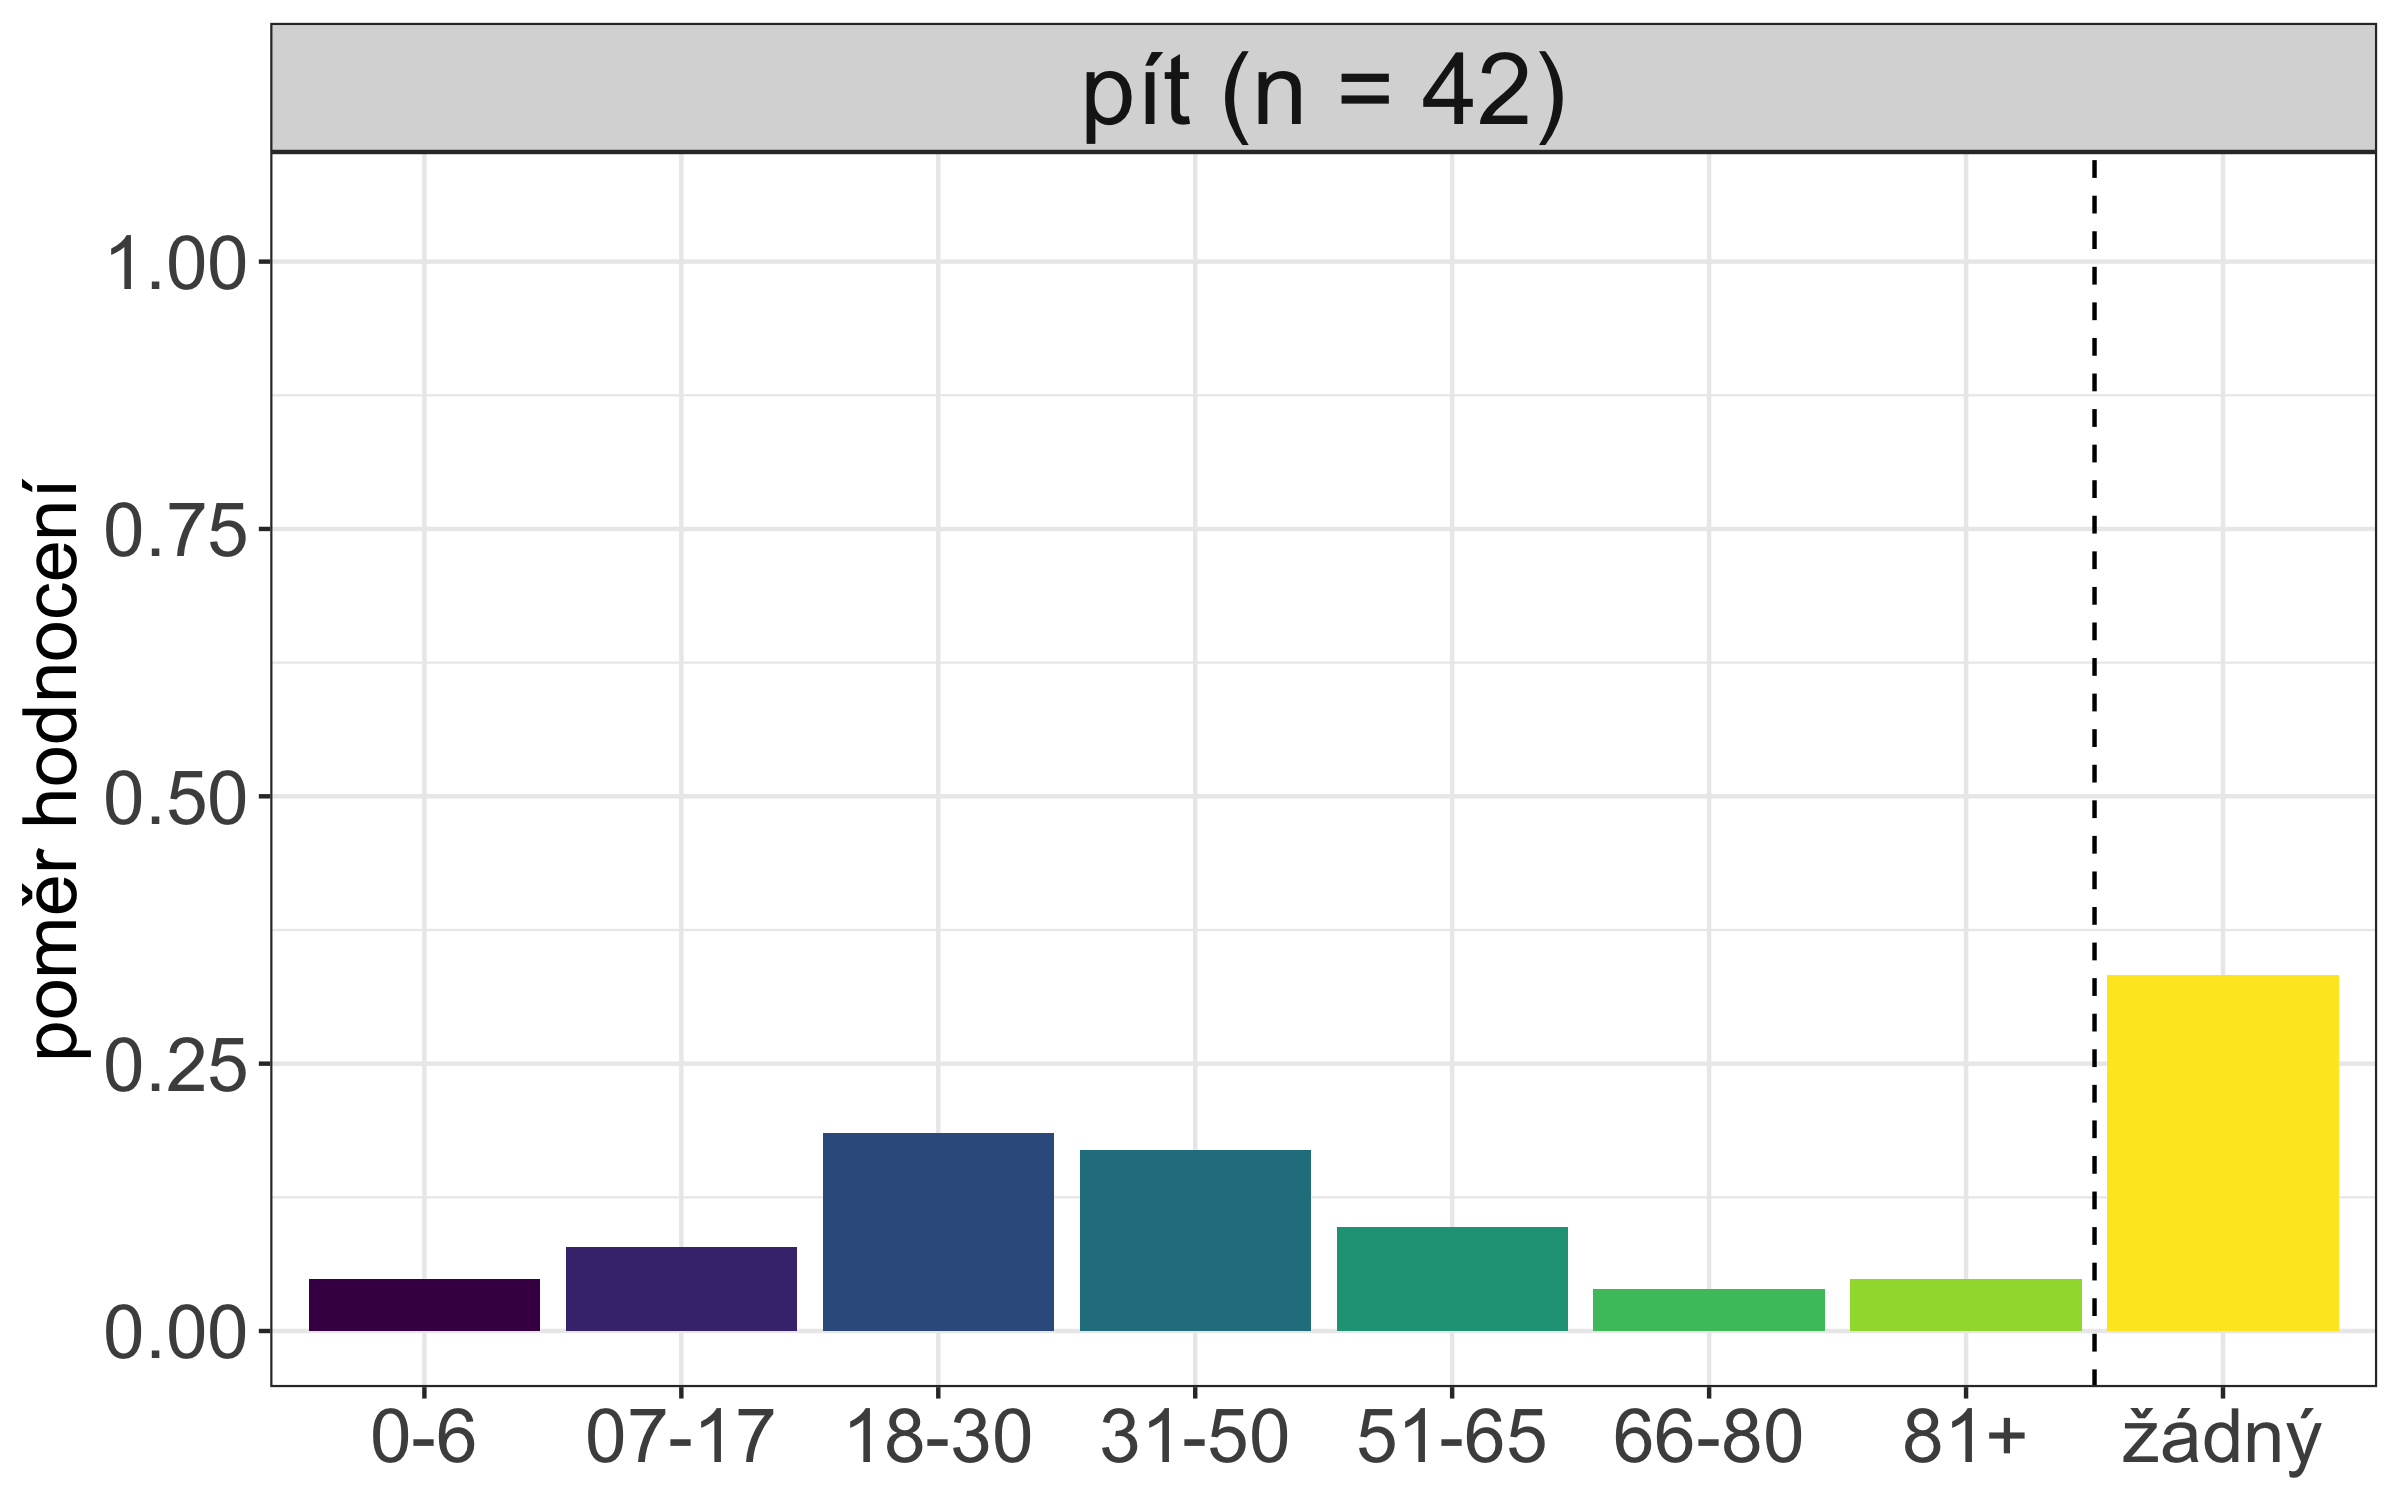 pít (n = 42)
poměr hodnocení
1.00
0.75
0.50
0.25
0.00
0-6 07-17 18-30 31-50 51-65 66-80 81+ žádný